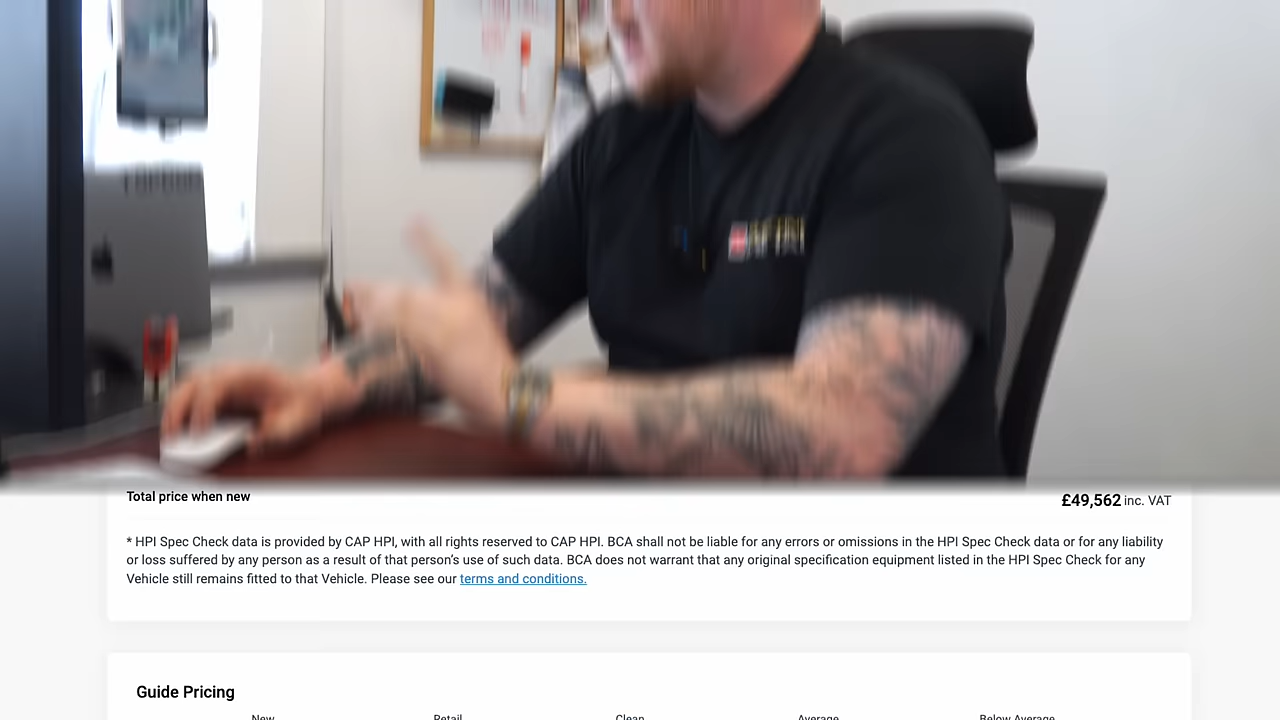 Total price when new
£49,562 inc. VAT
* HPI Spec Check data is provided by CAP HPI, with all rights reserved to CAP HPI. BCA shall not be liable for any errors or omissions in the HPI Spec Check data or for any liability
or loss suffered by any person as a result of that person's use of such data. BCA does not warrant that any original specification equipment listed in the HPI Spec Check for any
Vehicle still remains fitted to that Vehicle. Please see our terms and conditions.
Guide Pricing
New Retail Clean Average Below Average